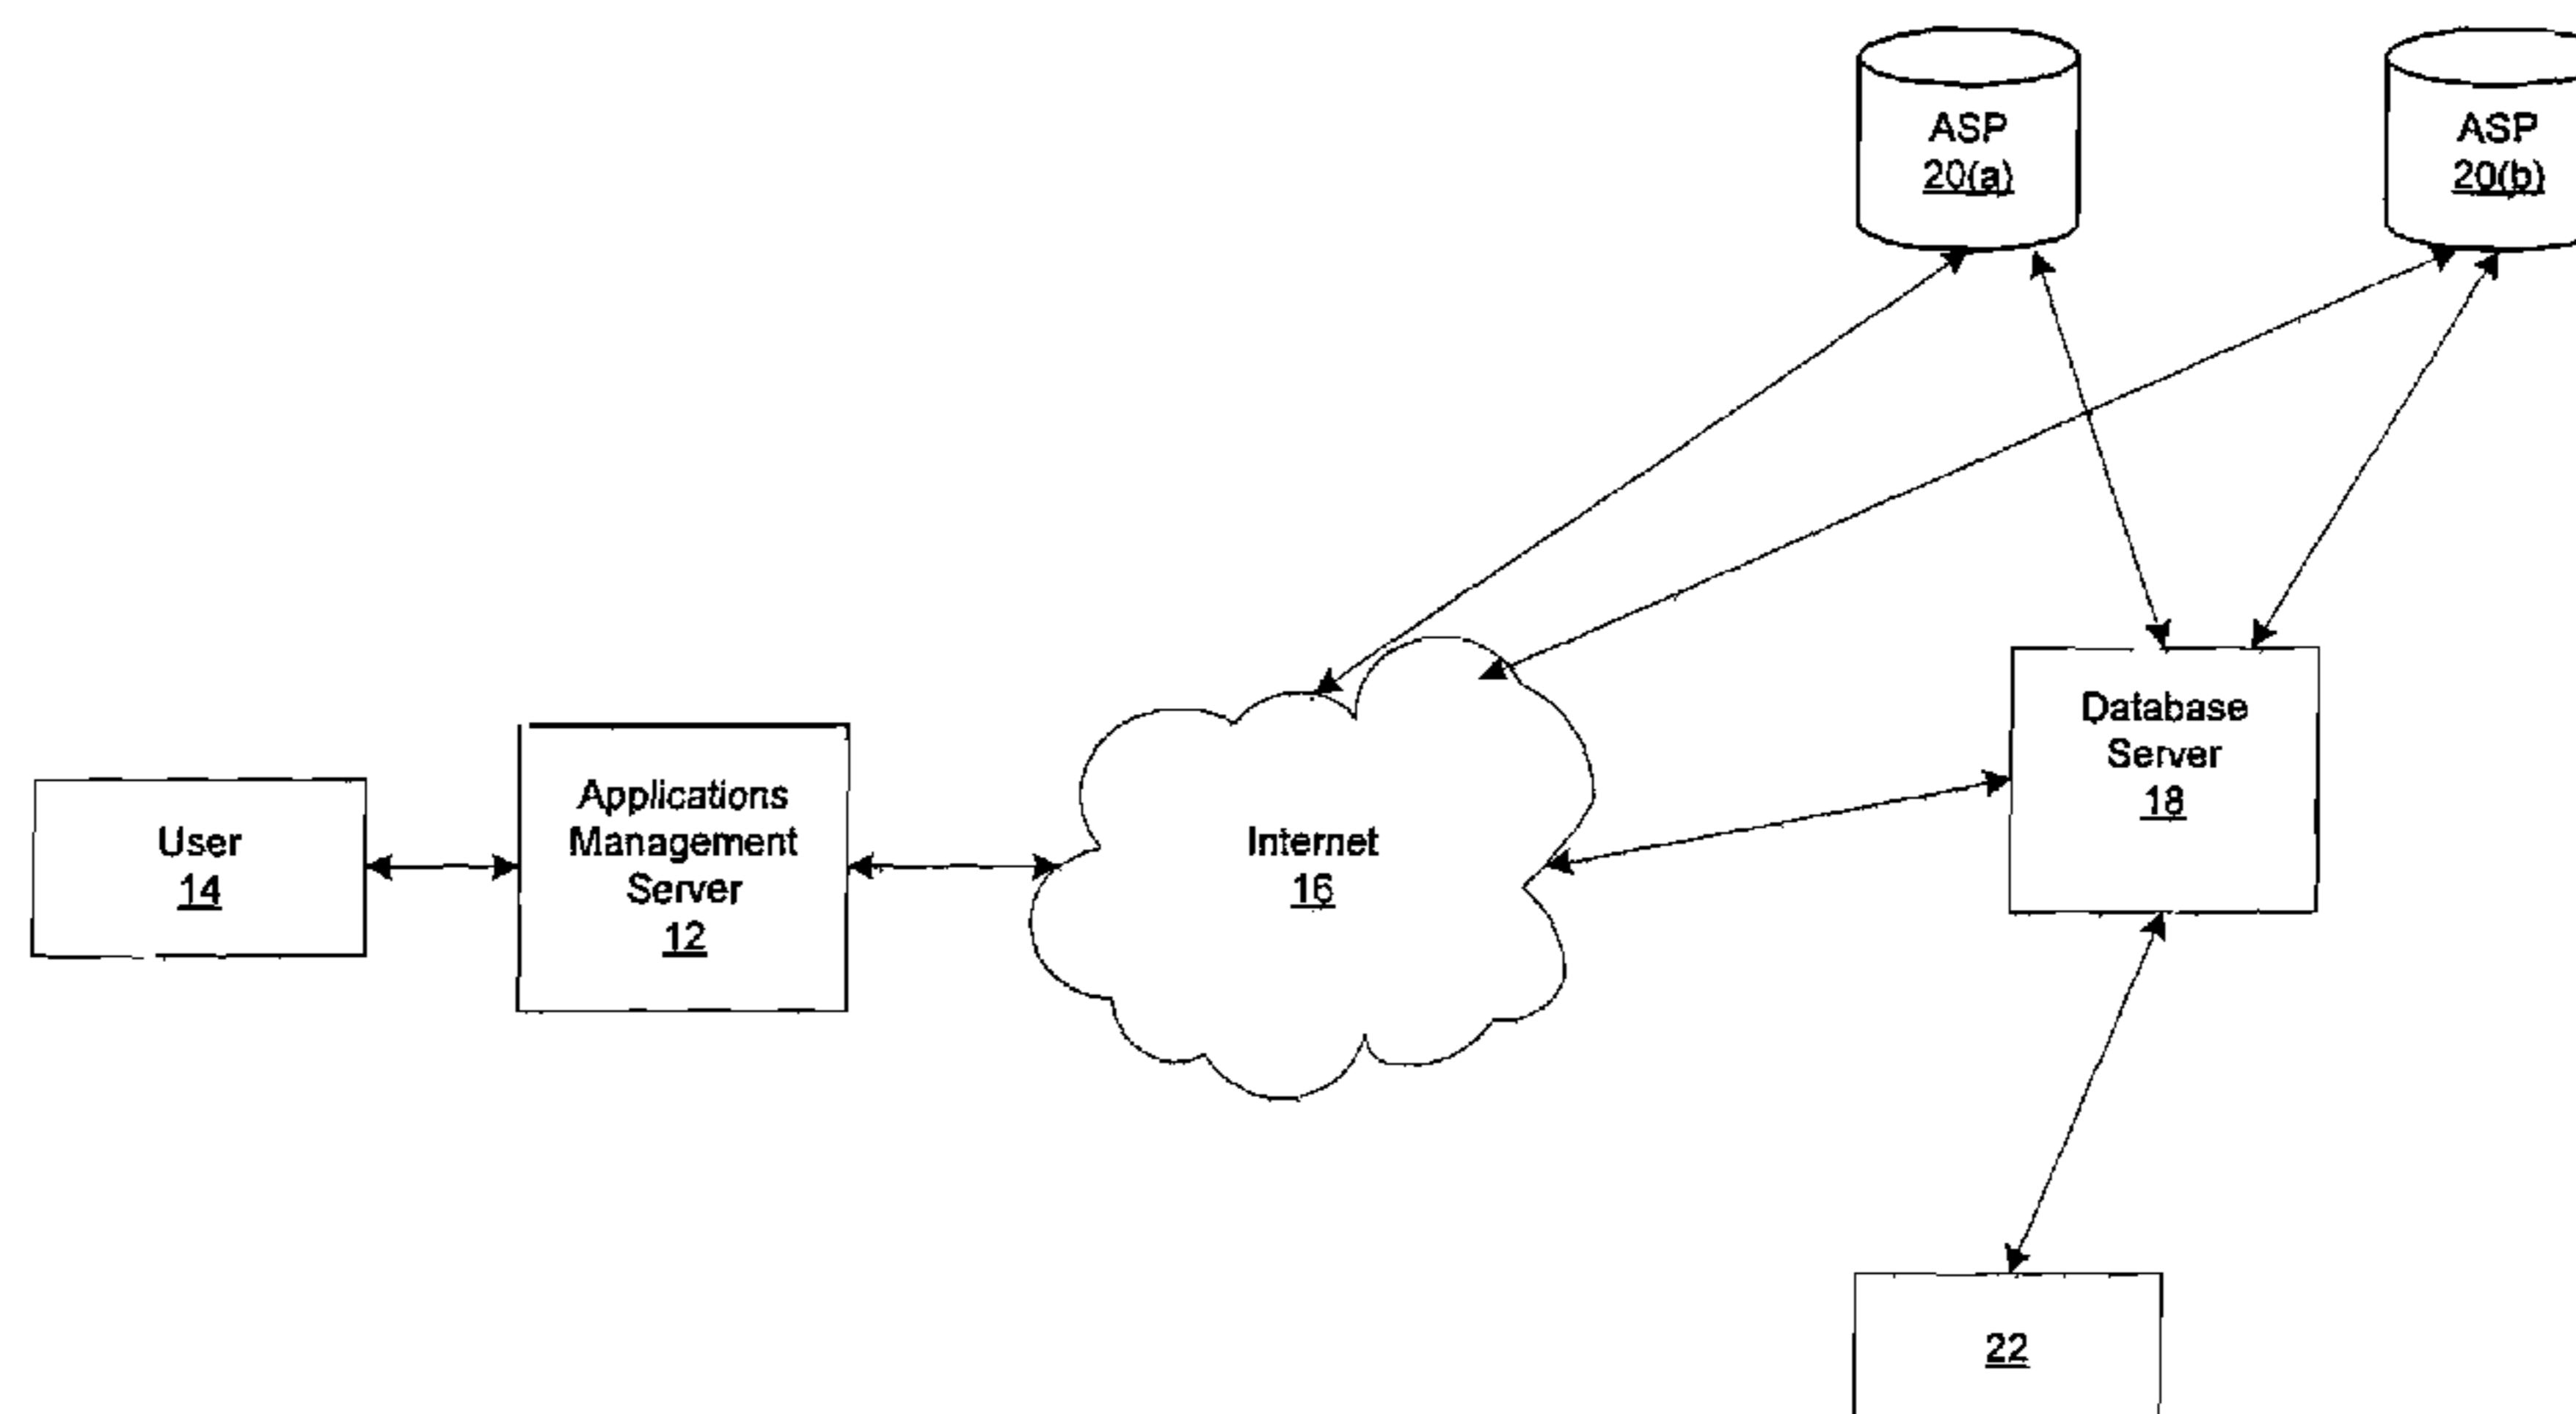 ASP
20(a)
ASP
20(b)
Database
Server
18
Applications
Management
Server
12
User
14
Internet
16
22